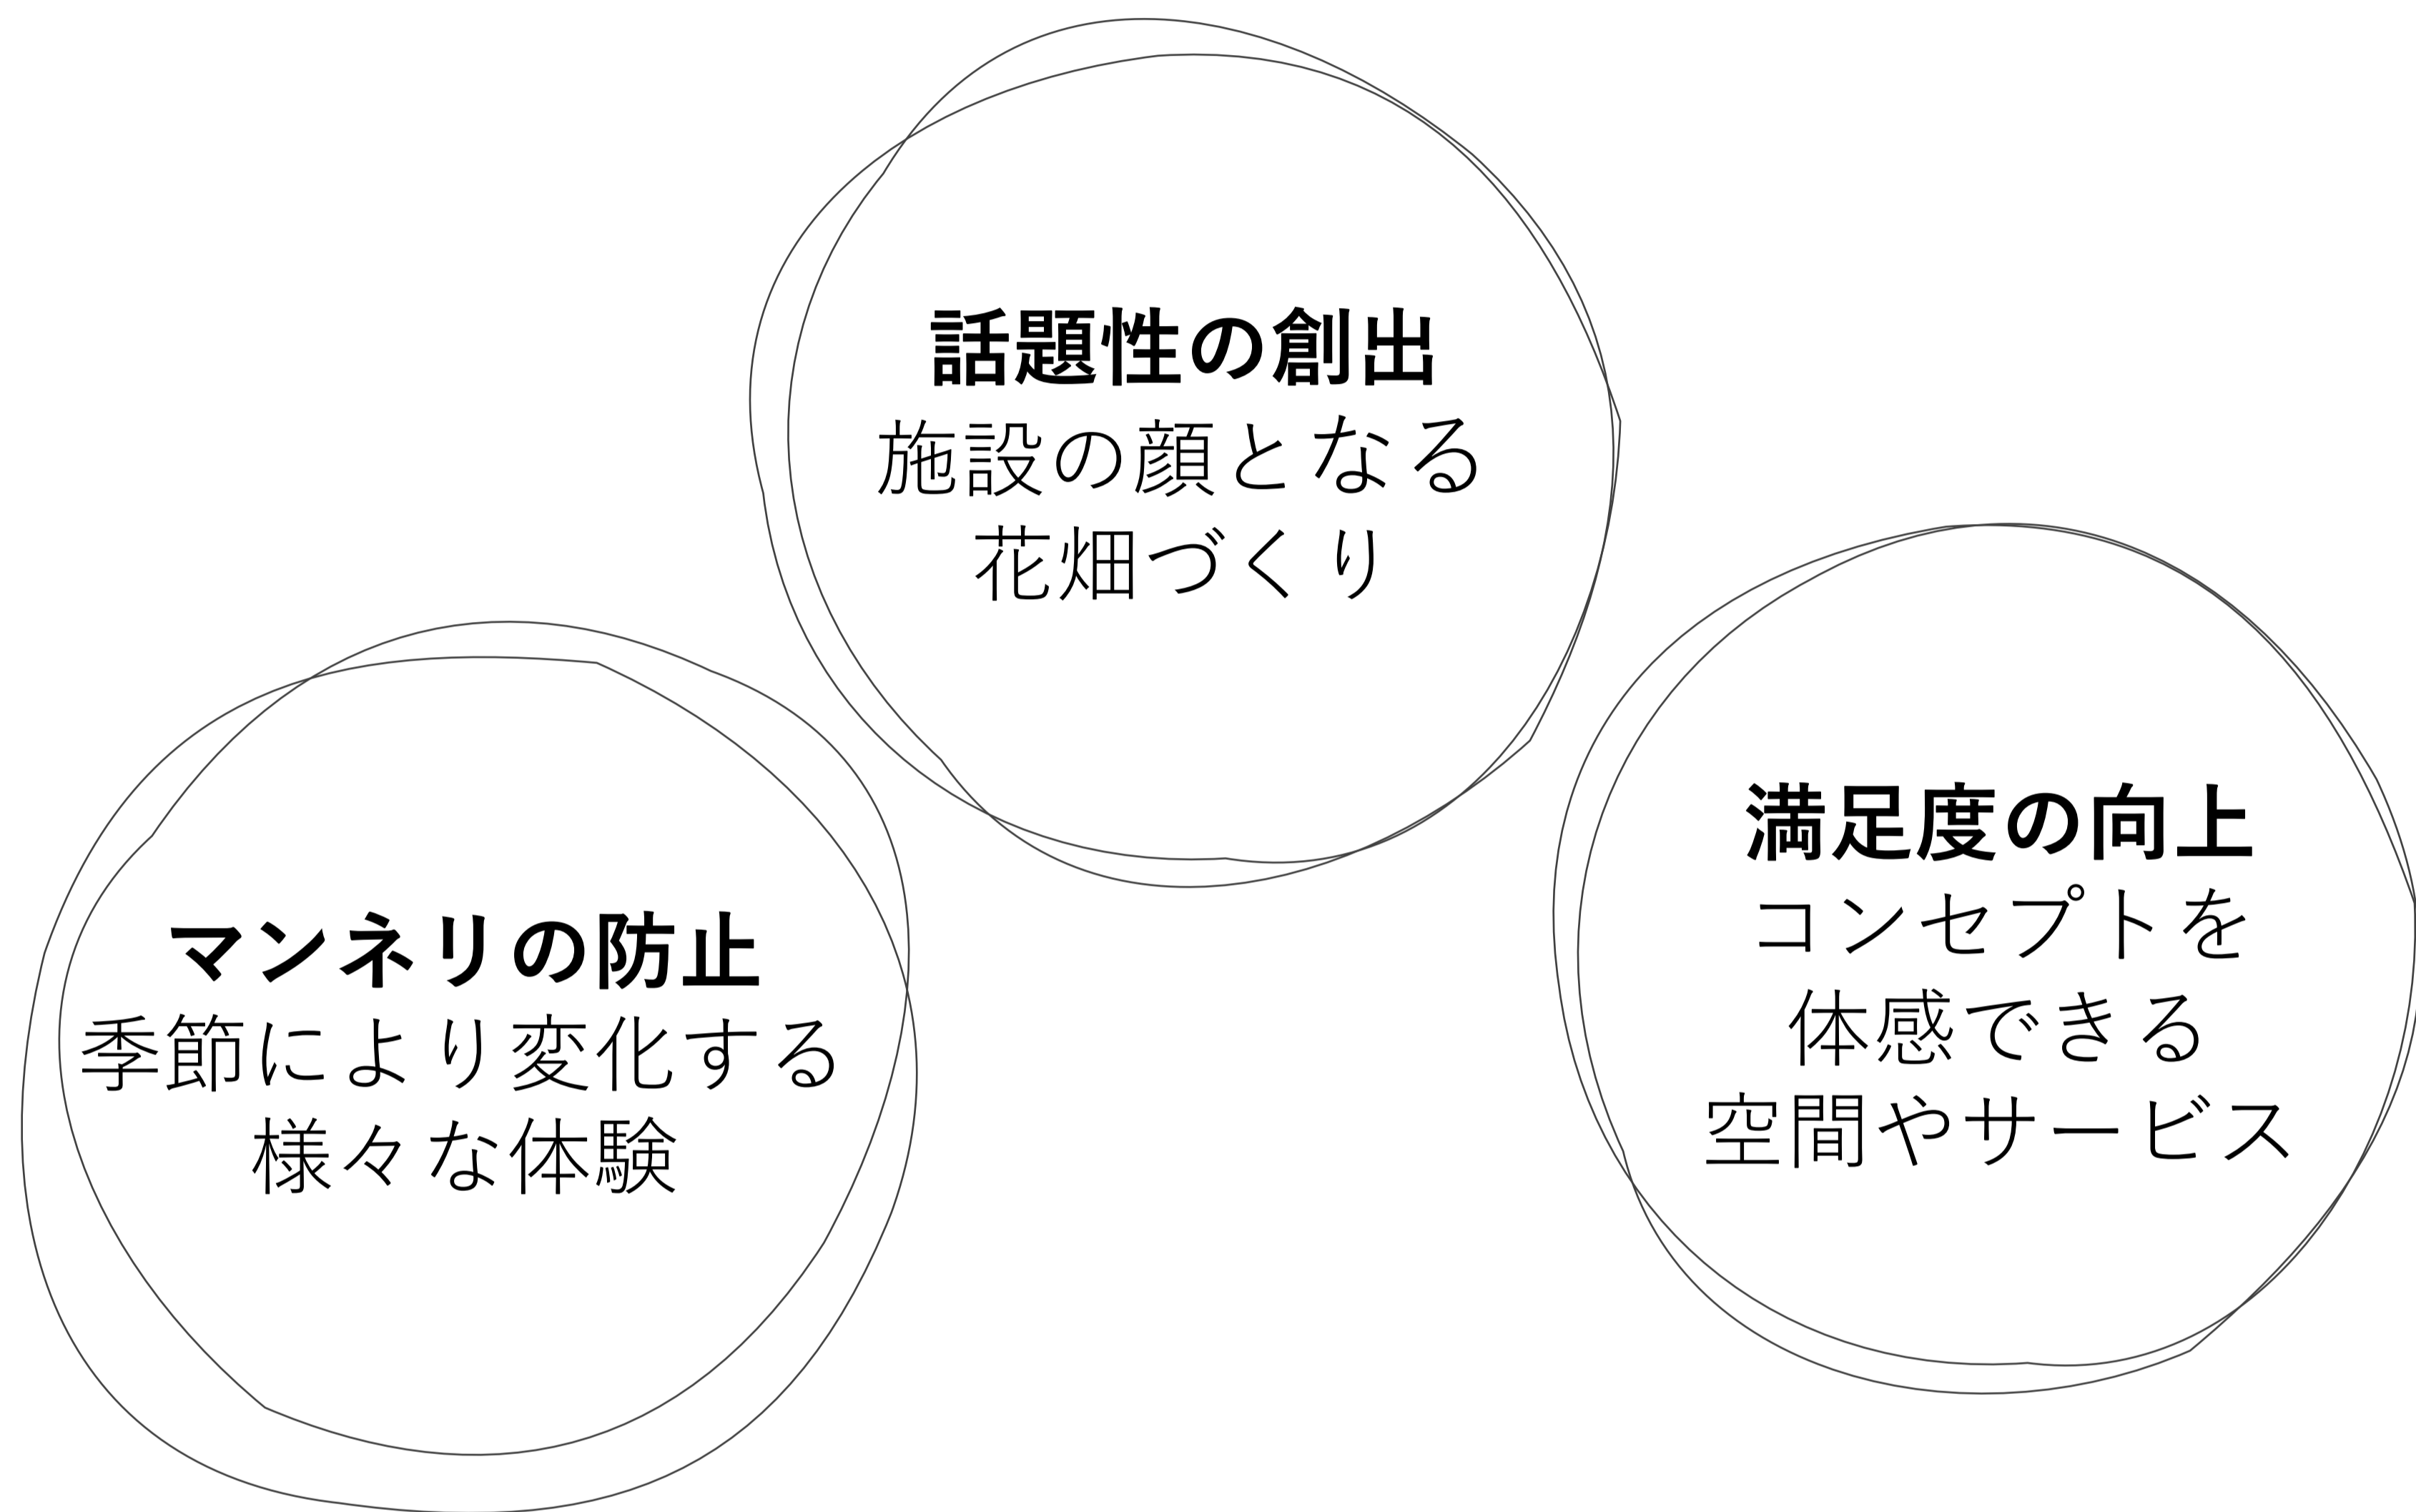 話題性の創出
施設の顔となる
花畑づくり
マンネリの防止
季節により変化する
様々な体験
満足度の向上
コンセプトを
体感できる
空間やサービス